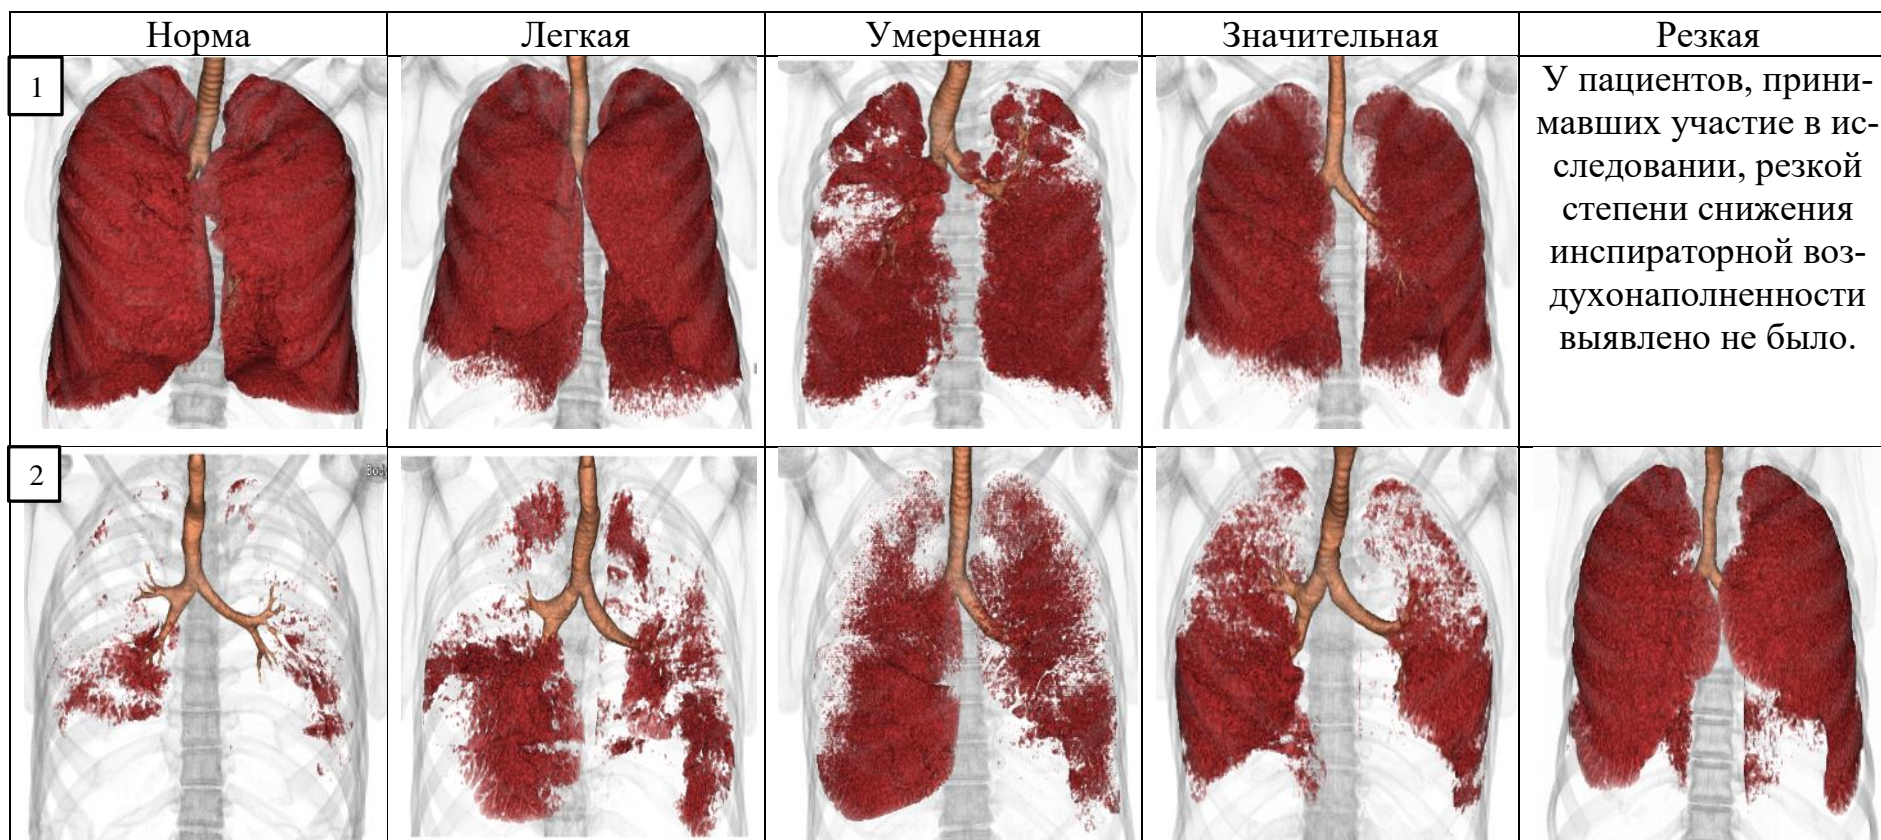 Норма
Легкая
Умеренная
Значительная
Резкая
1
У пациентов, прини-
мавших участие в ис-
следовании, резкой
степени снижения
инспираторной воз-
духонаполненности
выявлено не было.
2
Body